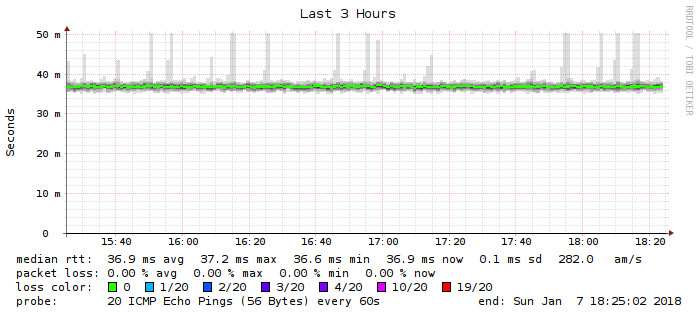 Last 3 Hours
RRDTOOL / TOBI OETIKER
Seconds
50 m
40 m
30 m
20 m
10 m
0
15:40 16:00 16:20 16:40 17:00 17:20 17:40 18:00 18:20
median rtt: 36.9 ms avg 37.2 ms max 36.6 ms min 36.9 ms now 0.1 ms sd 282.0 am/s
packet loss: 0.00 % avg 0.00 % max 0.00 % min 0.00 % now
loss color: 0 1/20 2/20 3/20 4/20 10/20 19/20
probe: 20 ICMP Echo Pings (56 Bytes) every 60s end: Sun Jan 7 18:25:02 2018